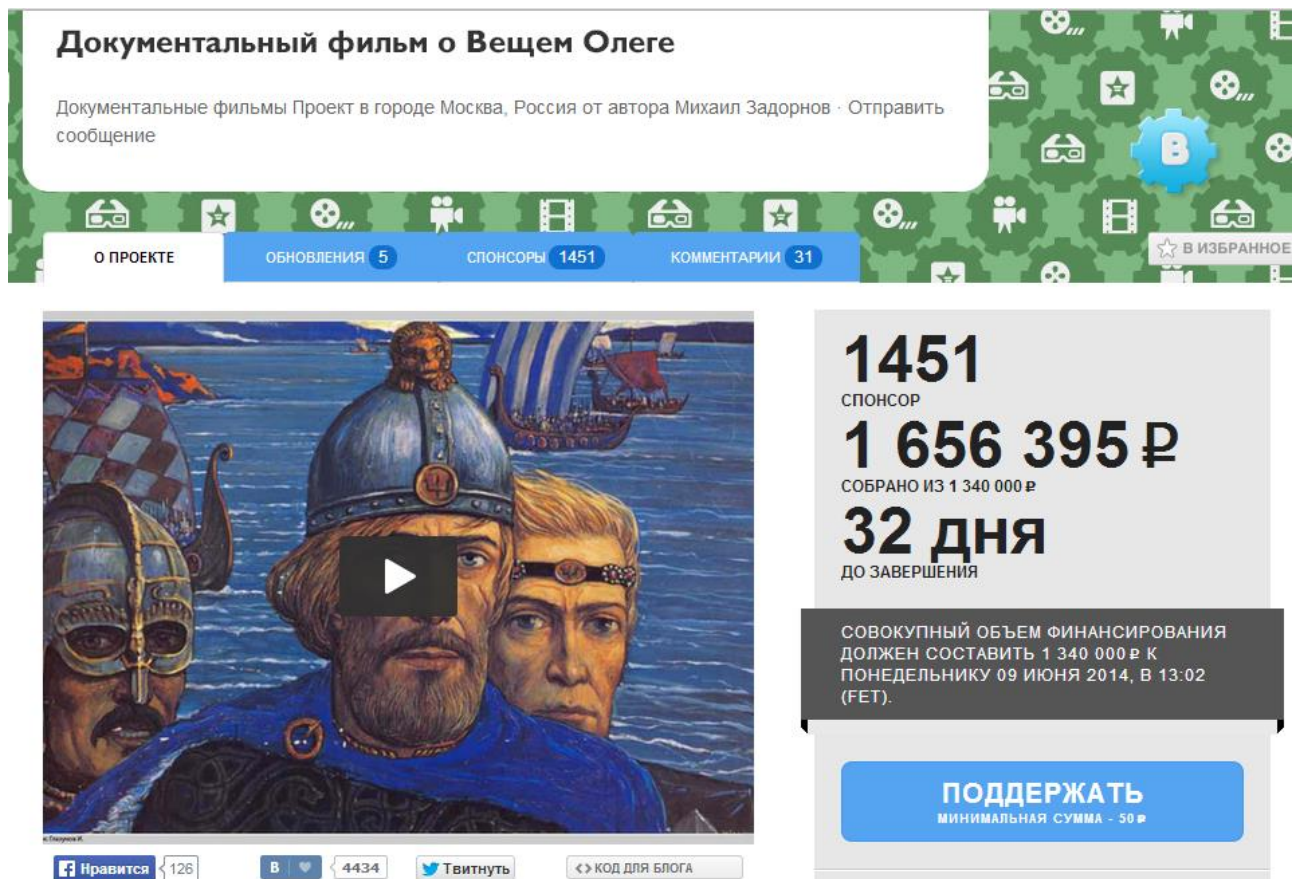 Документальный фильм о Вещем Олеге
Документальные фильмы Проект в городе Москва, Россия от автора Михаил Задорнов · Отправить
сообщение
В
О ПРОЕКТЕ
ОБНОВЛЕНИЯ 5
СПОНСОРЫ 1451
КОММЕНТАРИИ 31
В ИЗБРАННОЕ
1451
СПОНСОР
1 656 395 ₽
СОБРАНО ИЗ 1 340 000 ₽
32 дня
ДО ЗАВЕРШЕНИЯ
СОВОКУПНЫЙ ОБЪЕМ ФИНАНСИРОВАНИЯ
ДОЛЖЕН СОСТАВИТЬ 1 340 000 ₽ К
ПОНЕДЕЛЬНИКУ 09 ИЮНЯ 2014, В 13:02
(FET).
ПОДДЕРЖАТЬ
МИНИМАЛЬНАЯ СУММА - 50 ₽
Нравится 126
В 4434
Твитнуть
<> КОД ДЛЯ БЛОГА